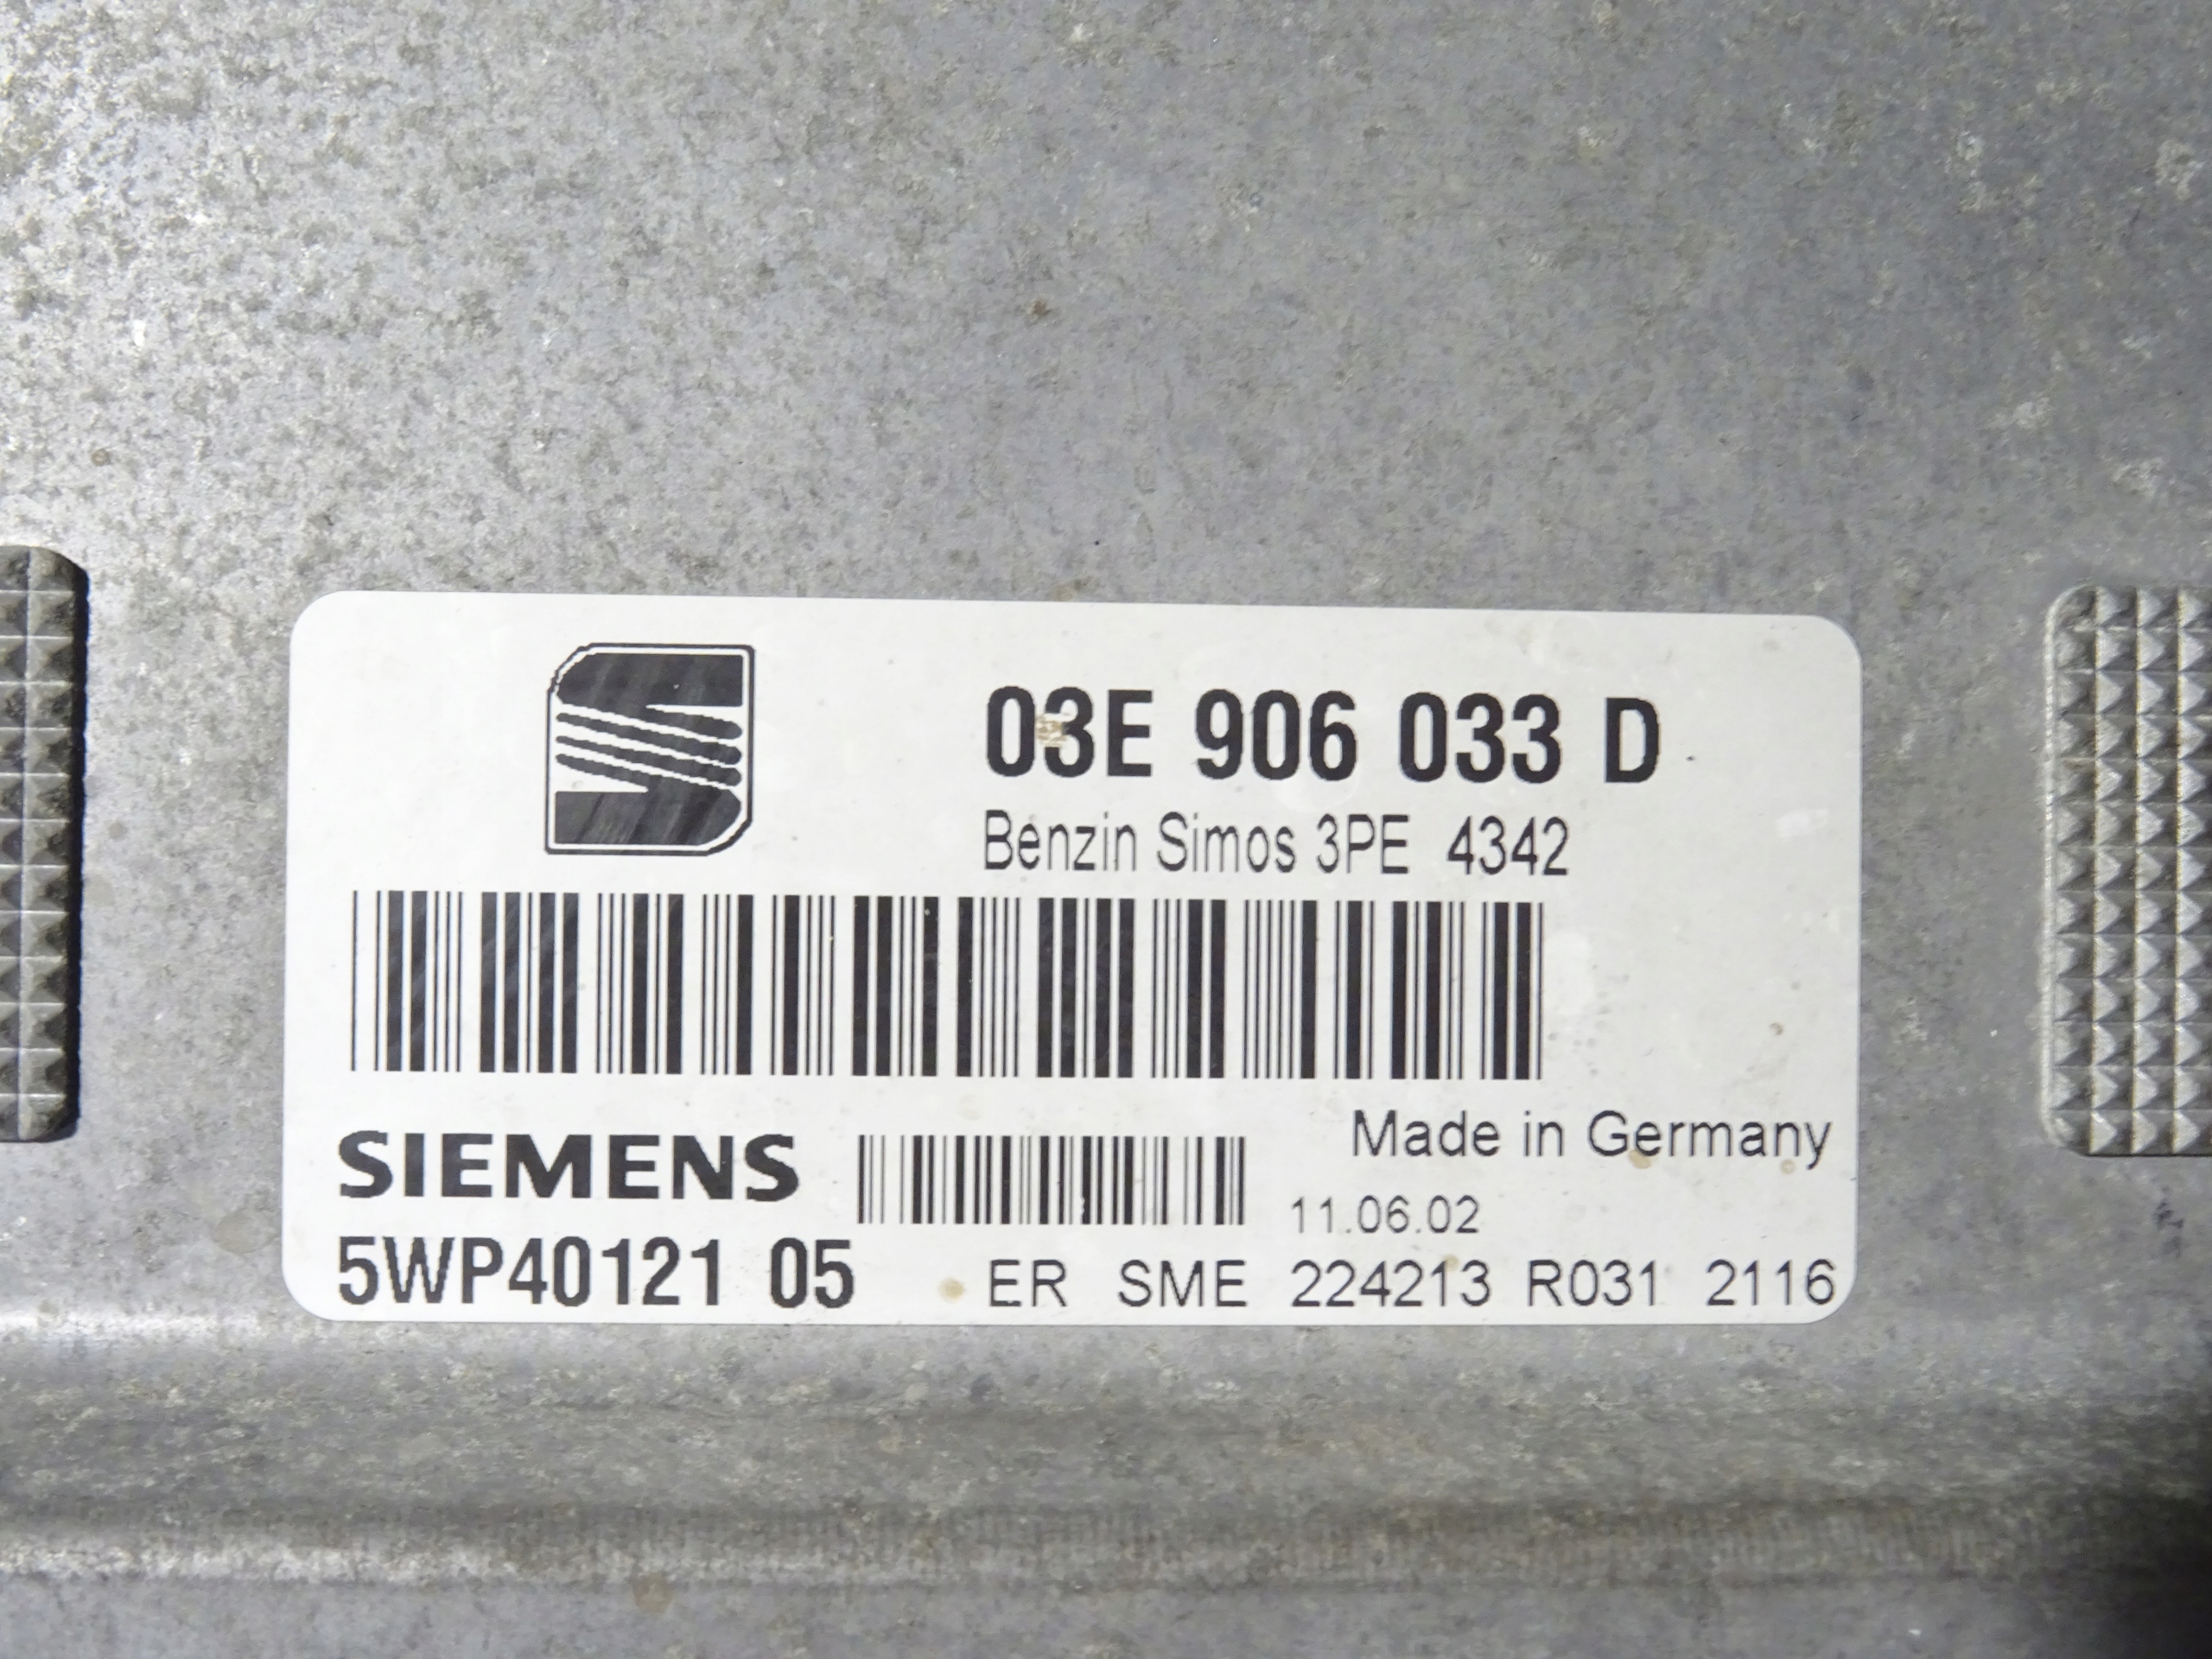 03E 906 033 D
Benzin Simos 3PE 4342
SIEMENS
Made in Germany
11.06.02
5WP40121 05
ER SME 224213 R031 2116